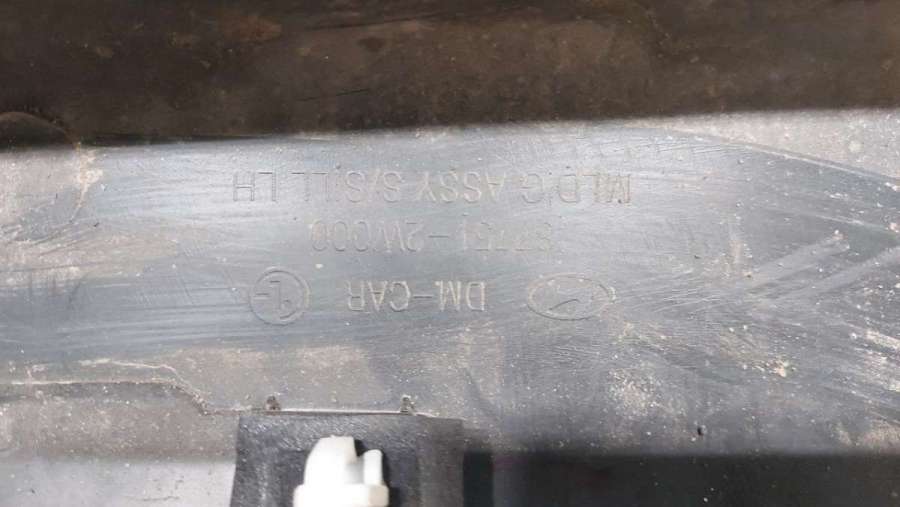 DM-CAR L
87751-2W000
MLD'G ASSY S/SILL LH